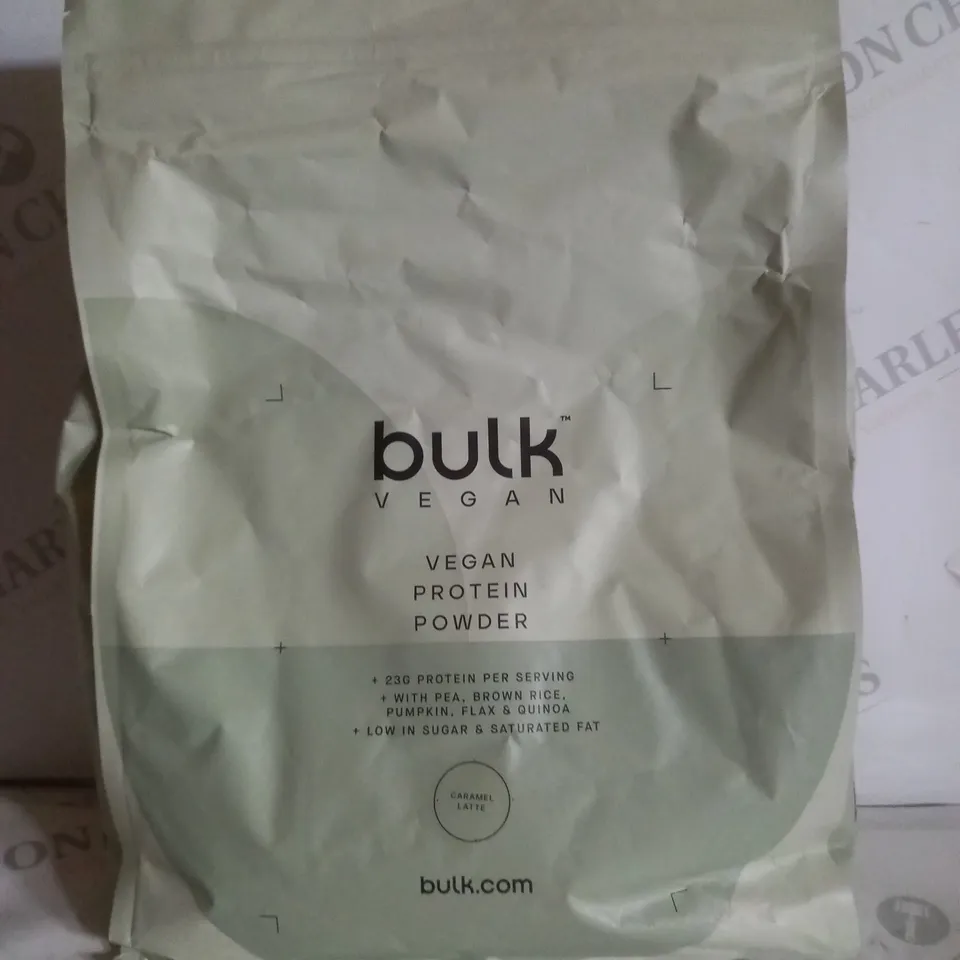 bulk™
VEGAN
VEGAN
PROTEIN
POWDER
+ 23G PROTEIN PER SERVING
+ WITH PEA, BROWN RICE,
PUMPKIN, FLAX & QUINOA
+ LOW IN SUGAR & SATURATED FAT
CARAMEL
LATTE
bulk.com